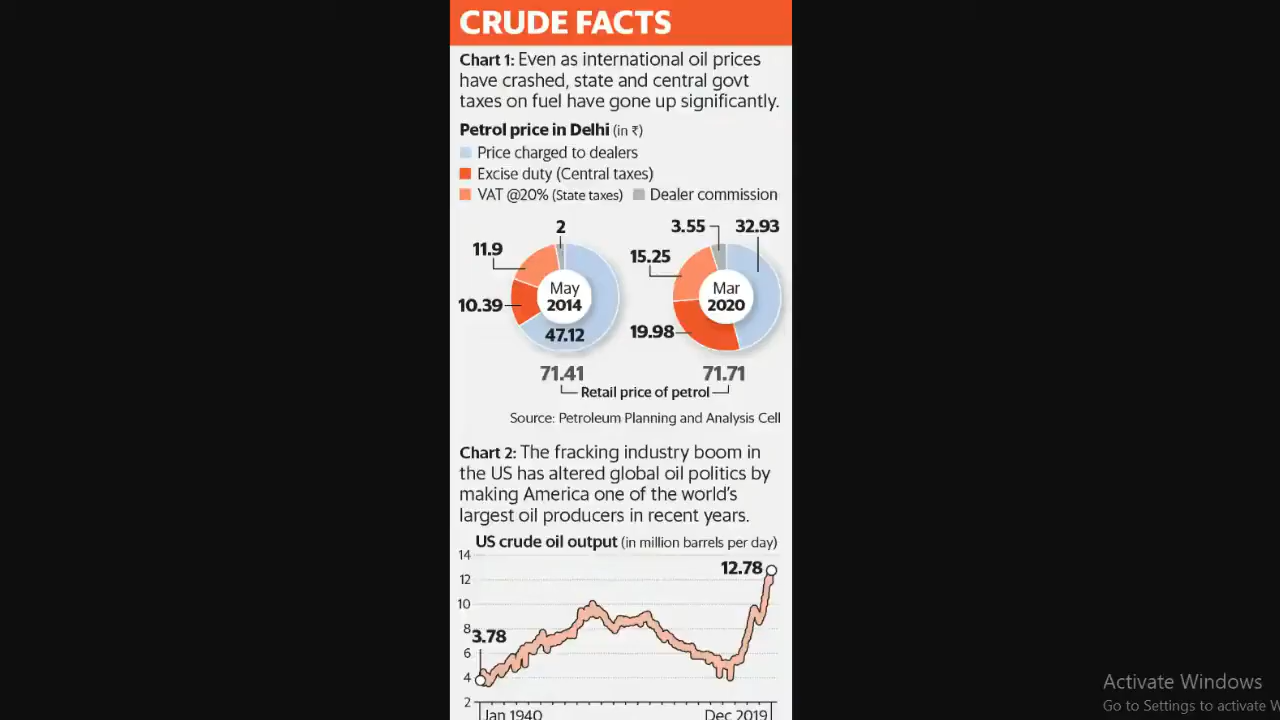 CRUDE FACTS
Chart 1: Even as international oil prices
have crashed, state and central govt
taxes on fuel have gone up significantly.
Petrol price in Delhi (in ₹)
Price charged to dealers
Excise duty (Central taxes)
VAT @20% (State taxes) Dealer commission
2
11.9
10.39
May
2014
47.12
71.41
3.55 32.93
15.25
19.98
Mar
2020
71.71
Retail price of petrol
Source: Petroleum Planning and Analysis Cell
Chart 2: The fracking industry boom in
the US has altered global oil politics by
making America one of the world's
largest oil producers in recent years.
US crude oil output (in million barrels per day)
14
12
10
8
6
4
2
3.78
12.78
Jan 1940 Dec 2019
Activate Windows
Go to Settings to activate W